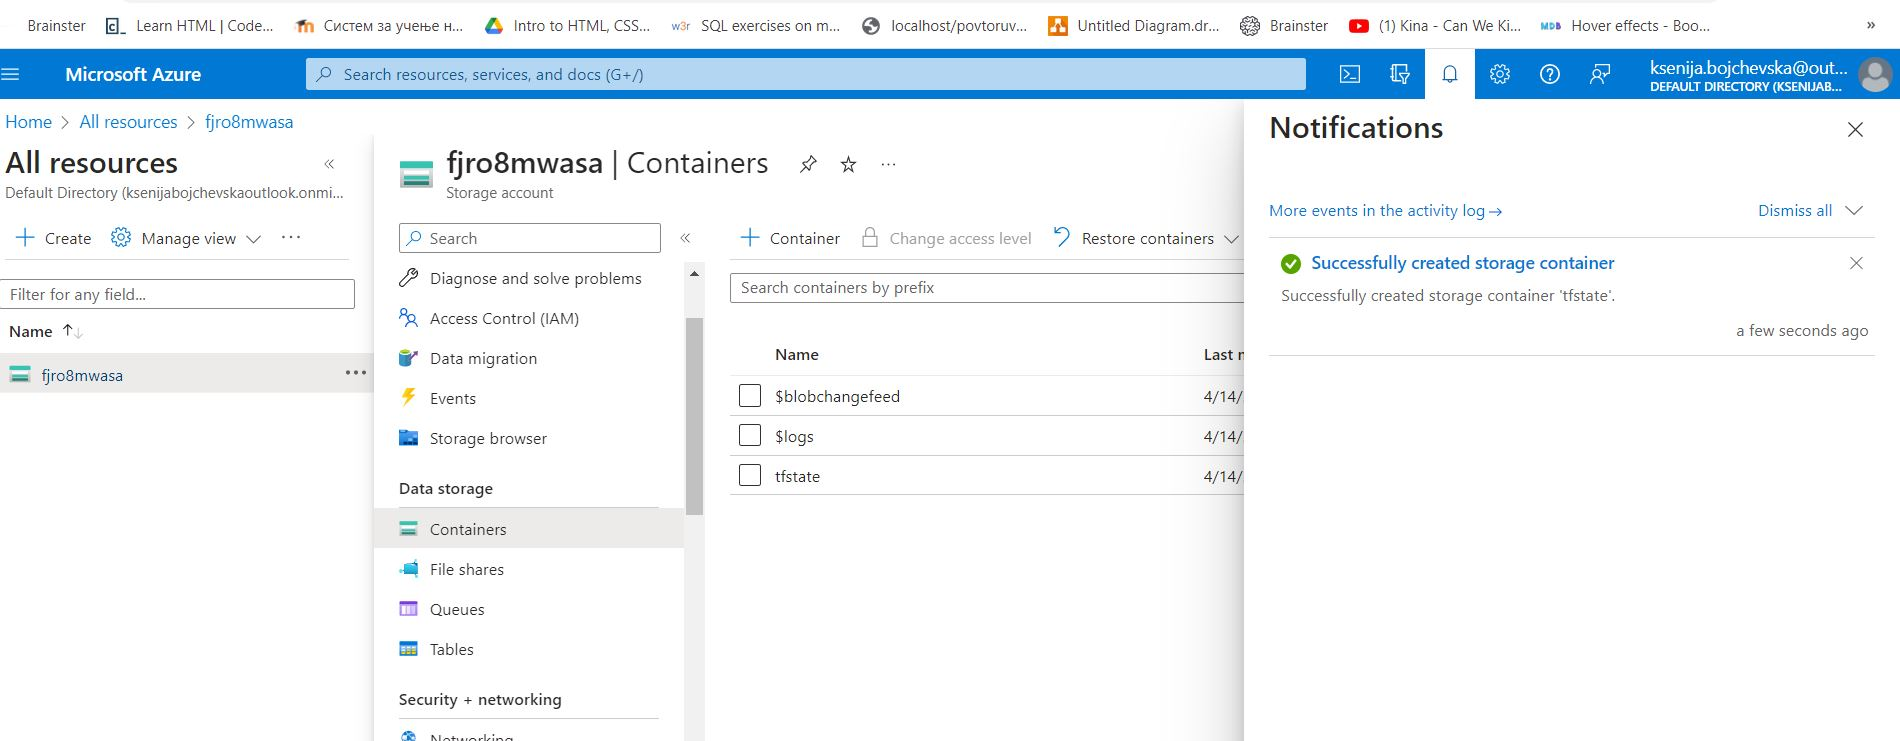 Brainster Learn HTML | Code... Систем за учење н... Intro to HTML, CSS... w3r SQL exercises on m... localhost/povtoruv... Untitled Diagram.dr... Brainster (1) Kina - Can We Ki... MDB Hover effects - Boo... »
Microsoft Azure
Search resources, services, and docs (G+/)
ksenija.bojchevska@out...
DEFAULT DIRECTORY (KSENIJAB...
Home > All resources > fjro8mwasa
All resources
Default Directory (ksenijabojchevskaoutlook.onmi...
+ Create Manage view ...
Filter for any field...
Name ↑↓
fjro8mwasa ...
fjro8mwasa | Containers ...
Storage account
Search
Diagnose and solve problems
Access Control (IAM)
Data migration
Events
Storage browser
Data storage
Containers
File shares
Queues
Tables
Security + networking
Networking
+ Container Change access level Restore containers
Search containers by prefix
Name Last
$blobchangefeed 4/14/
$logs 4/14/
tfstate 4/14/
Notifications
More events in the activity log → Dismiss all
Successfully created storage container
Successfully created storage container 'tfstate'.
a few seconds ago